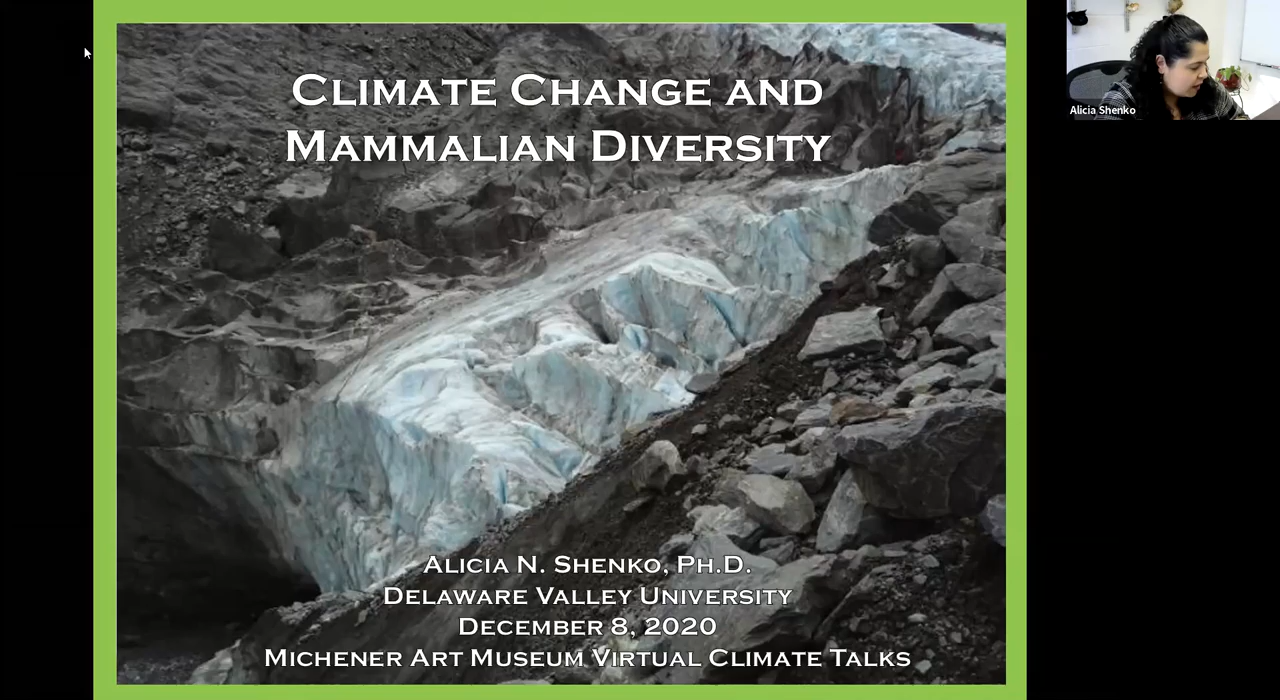 Climate Change and
Mammalian Diversity
Alicia N. Shenko, Ph.D.
Delaware Valley University
December 8, 2020
Michener Art Museum Virtual Climate Talks
Alicia Shenko